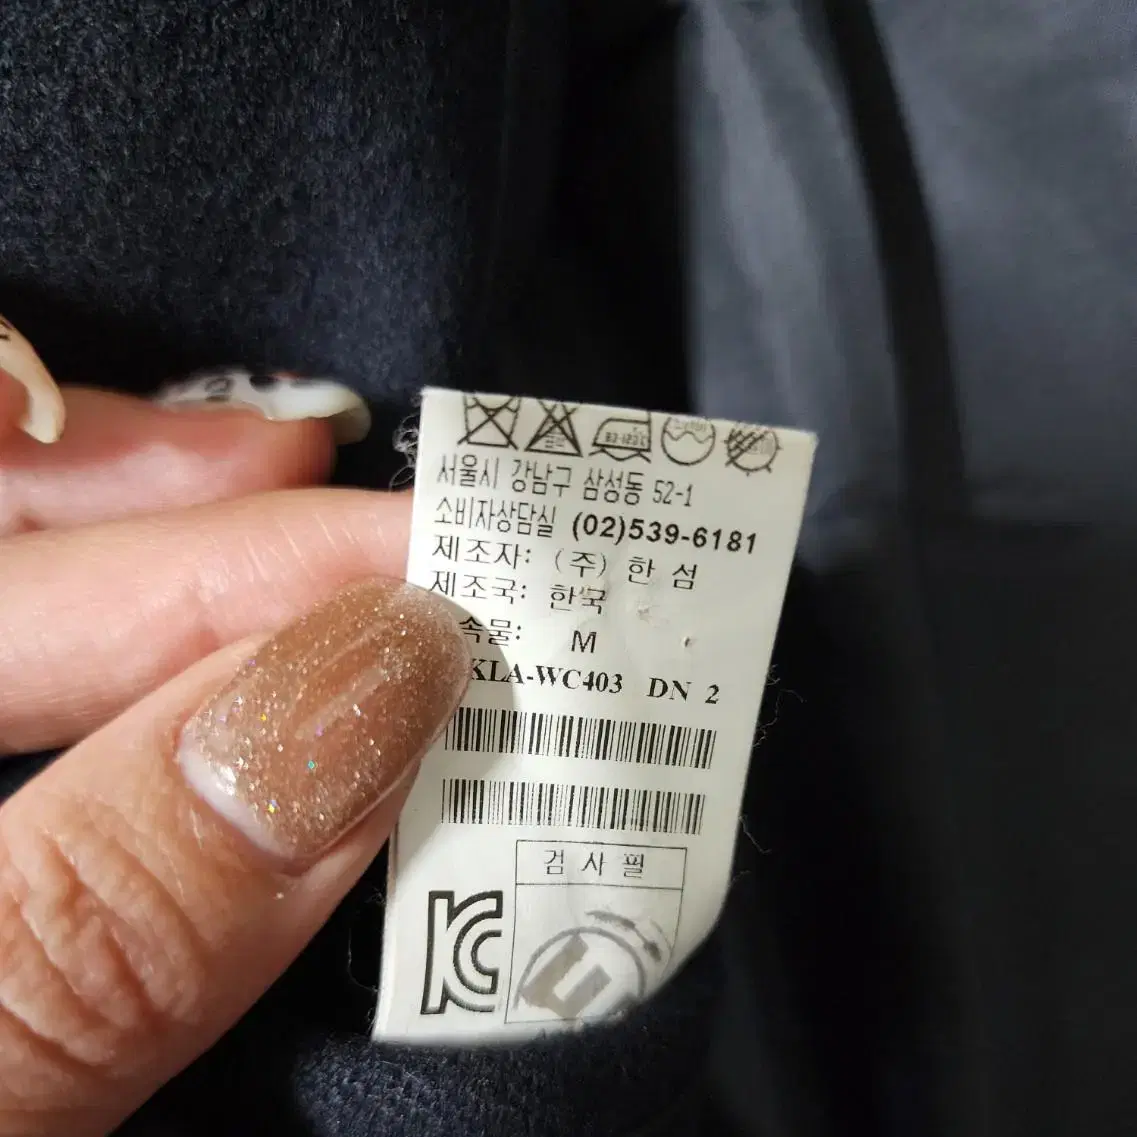 서울시 강남구 삼성동 52-1
소비자상담실 (02)539-6181
제조자: (주) 한 섬
제조국: 한국
속물: M
KLA-WC403 DN 2
검 사 필